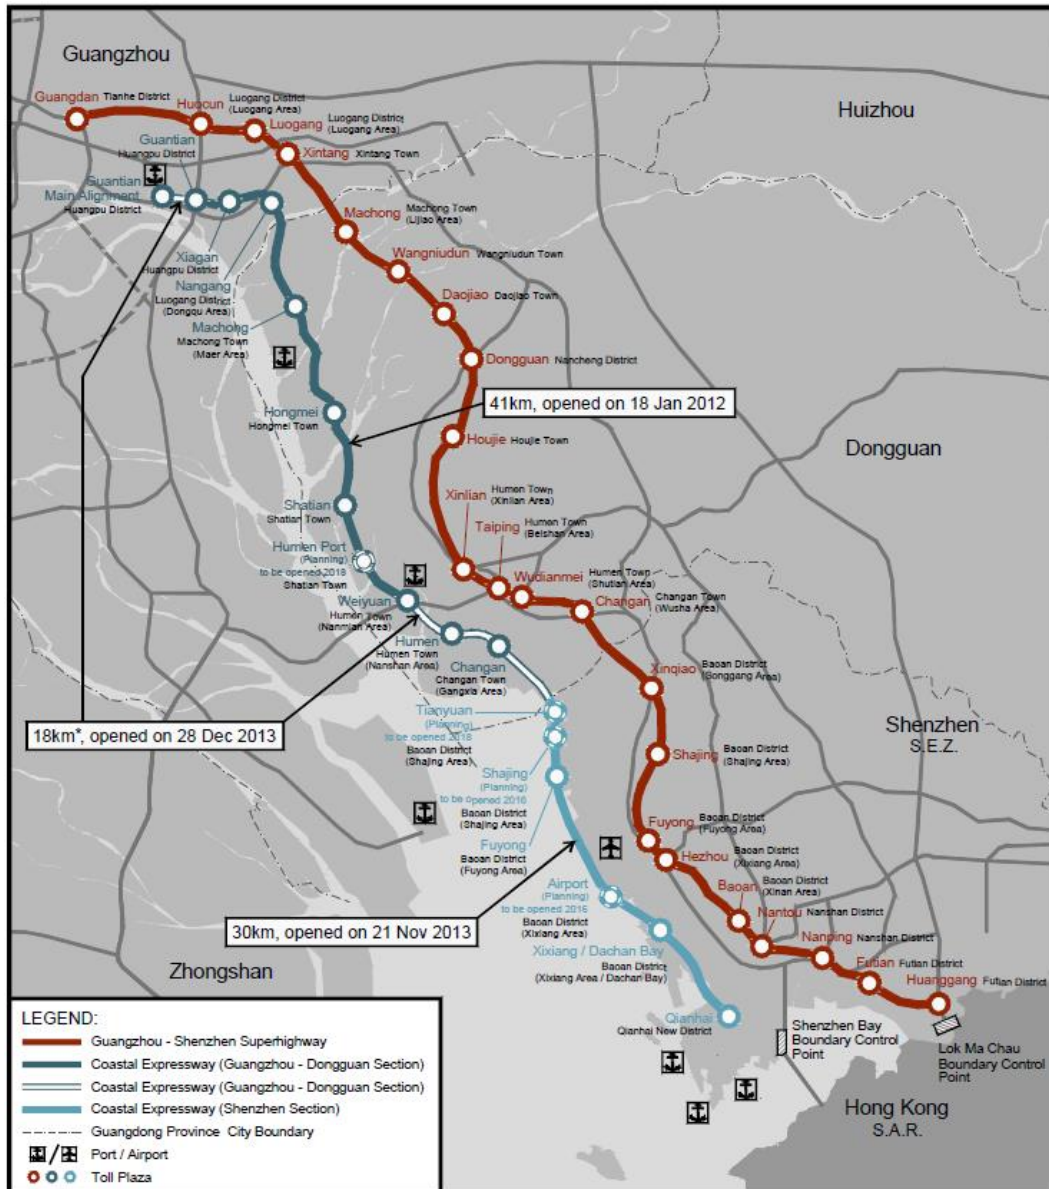 Guangzhou
Guangdan Tianhe District
Huocun Luogang District
(Luogang Area)
Luogang Luogang District
(Luogang Area)
Xintang Xintang Town
Huizhou
Guantian
Huangpu District
Guantian
Main Alignment
Huangpu District
Xiagan
Huangpu District
Nangang
Luogang District
(Dongqu Area)
Machong
Machong Town
(Maer Area)
Machong Machong Town
(Lijiao Area)
Wangniudun Wangniudun Town
Daojiao Daojiao Town
Dongguan Nancheng District
41km, opened on 18 Jan 2012
Hongmei
Hongmei Town
Houjie Houjie Town
Dongguan
Xinlian Humen Town
(Xinlian Area)
Shatian
Shatian Town
Taiping Humen Town
(Beishan Area)
Humen Port
(Planning)
to be opened 2018
Shatian Town
Wudianmei Humen Town
(Shutian Area)
Weiyuan
Humen Town
(Nanmian Area)
Changan Changan Town
(Wusha Area)
Humen
Humen Town
(Nanshan Area)
Changan
Changan Town
(Gangxia Area)
Xinqiao Baoan District
(Songgang Area)
Tianyuan
(Planning)
to be opened 2018
Baoan District
(Shajing Area)
18km*, opened on 28 Dec 2013
Shenzhen
S.E.Z.
Shajing Baoan District
(Shajing Area)
Shajing
(Planning)
to be opened 2016
Baoan District
(Shajing Area)
Fuyong
Baoan District
(Fuyong Area)
Fuyong Baoan District
(Fuyong Area)
Hezhou Baoan District
(Xixiang Area)
Airport
(Planning)
to be opened 2016
Baoan District
(Xixiang Area)
Baoan Baoan District
(Xinan Area)
Nantou Nanshan District
30km, opened on 21 Nov 2013
Xixiang / Dachan Bay
Baoan District
(Xixiang Area / Dachan Bay)
Nanping Nanshan District
Futian Futian District
Huanggang Futian District
Zhongshan
Qianhai
Qianhai New District
Shenzhen Bay
Boundary Control
Point
Lok Ma Chau
Boundary Control
Point
Hong Kong
S.A.R.
LEGEND:
Guangzhou - Shenzhen Superhighway
Coastal Expressway (Guangzhou - Dongguan Section)
Coastal Expressway (Guangzhou - Dongguan Section)
Coastal Expressway (Shenzhen Section)
Guangdong Province City Boundary
/ Port / Airport
Toll Plaza